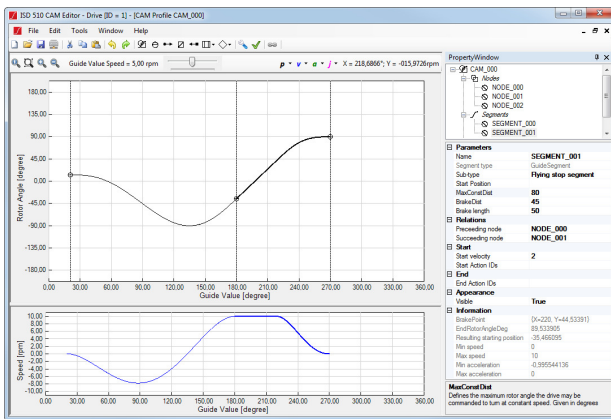 ISD 510 CAM Editor - Drive [ID = 1] - [CAM Profile CAM_000]
File Edit Tools Window Help
Guide Value Speed = 5,00 rpm
p v a j X = 218,6866°; Y = -015,9726rpm
180.00
135.00
90.00
45.00
0.00
-45.00
-90.00
-135.00
-180.00
Rotor Angle [degree]
0.00 30.00 60.00 90.00 120.00 150.00 180.00 210.00 240.00 270.00 300.00 330.00 360.00
Guide Value [degree]
10.00
8.00
6.00
4.00
2.00
0.00
-2.00
-4.00
-6.00
-8.00
-10.00
Speed [rpm]
0.00 30.00 60.00 90.00 120.00 150.00 180.00 210.00 240.00 270.00 300.00 330.00 360.00
Guide Value [degree]
PropertyWindow
CAM_000
Nodes
NODE_000
NODE_001
NODE_002
Segments
SEGMENT_000
SEGMENT_001
Parameters
Name SEGMENT_001
Segment type GuideSegment
Sub-type Flying stop segment
Start Position
MaxConstDist 80
BrakeDist 45
Brake length 50
Relations
Preceeding node NODE_000
Succeeding node NODE_001
Start
Start velocity 2
Start Action IDs
End
End Action IDs
Appearance
Visible True
Information
BrakePoint {X=220, Y=44,53391}
EndRotorAngleDeg 89,533905
Resulting starting position -35,466095
Min speed 0
Max speed 10
Min acceleration -0,995544136
Max acceleration 0
MaxConstDist
Defines the maximum rotor angle the drive may be
commanded to turn at constant speed. Given in degrees